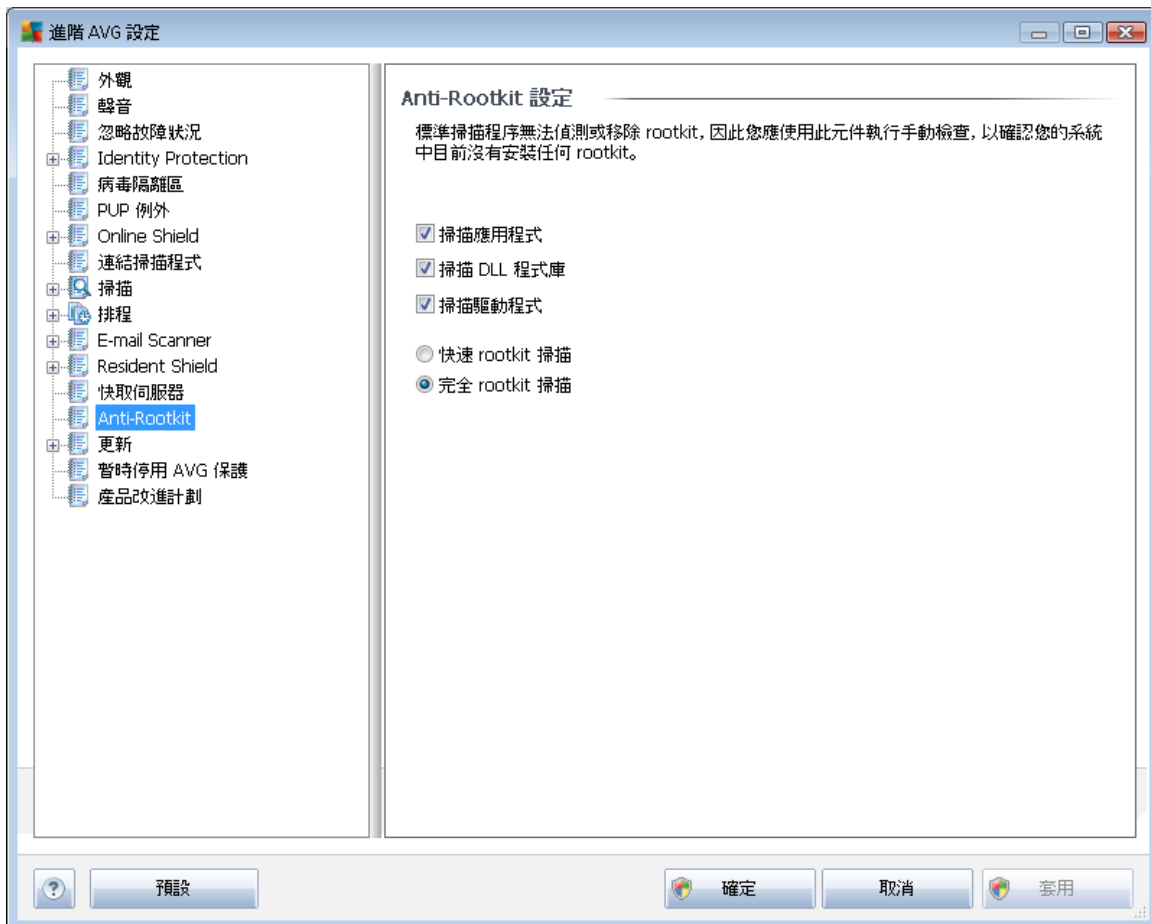 進階 AVG 設定
外觀
聲音
忽略故障狀況
Identity Protection
病毒隔離區
PUP 例外
Online Shield
連結掃描程式
掃描
排程
E-mail Scanner
Resident Shield
快取伺服器
Anti-Rootkit
更新
暫時停用 AVG 保護
產品改進計劃
Anti-Rootkit 設定
標準掃描程序無法偵測或移除 rootkit, 因此您應使用此元件執行手動檢查, 以確認您的系統
中目前沒有安裝任何 rootkit。
掃描應用程式
掃描 DLL 程式庫
掃描驅動程式
快速 rootkit 掃描
完全 rootkit 掃描
?
預設
確定
取消
套用